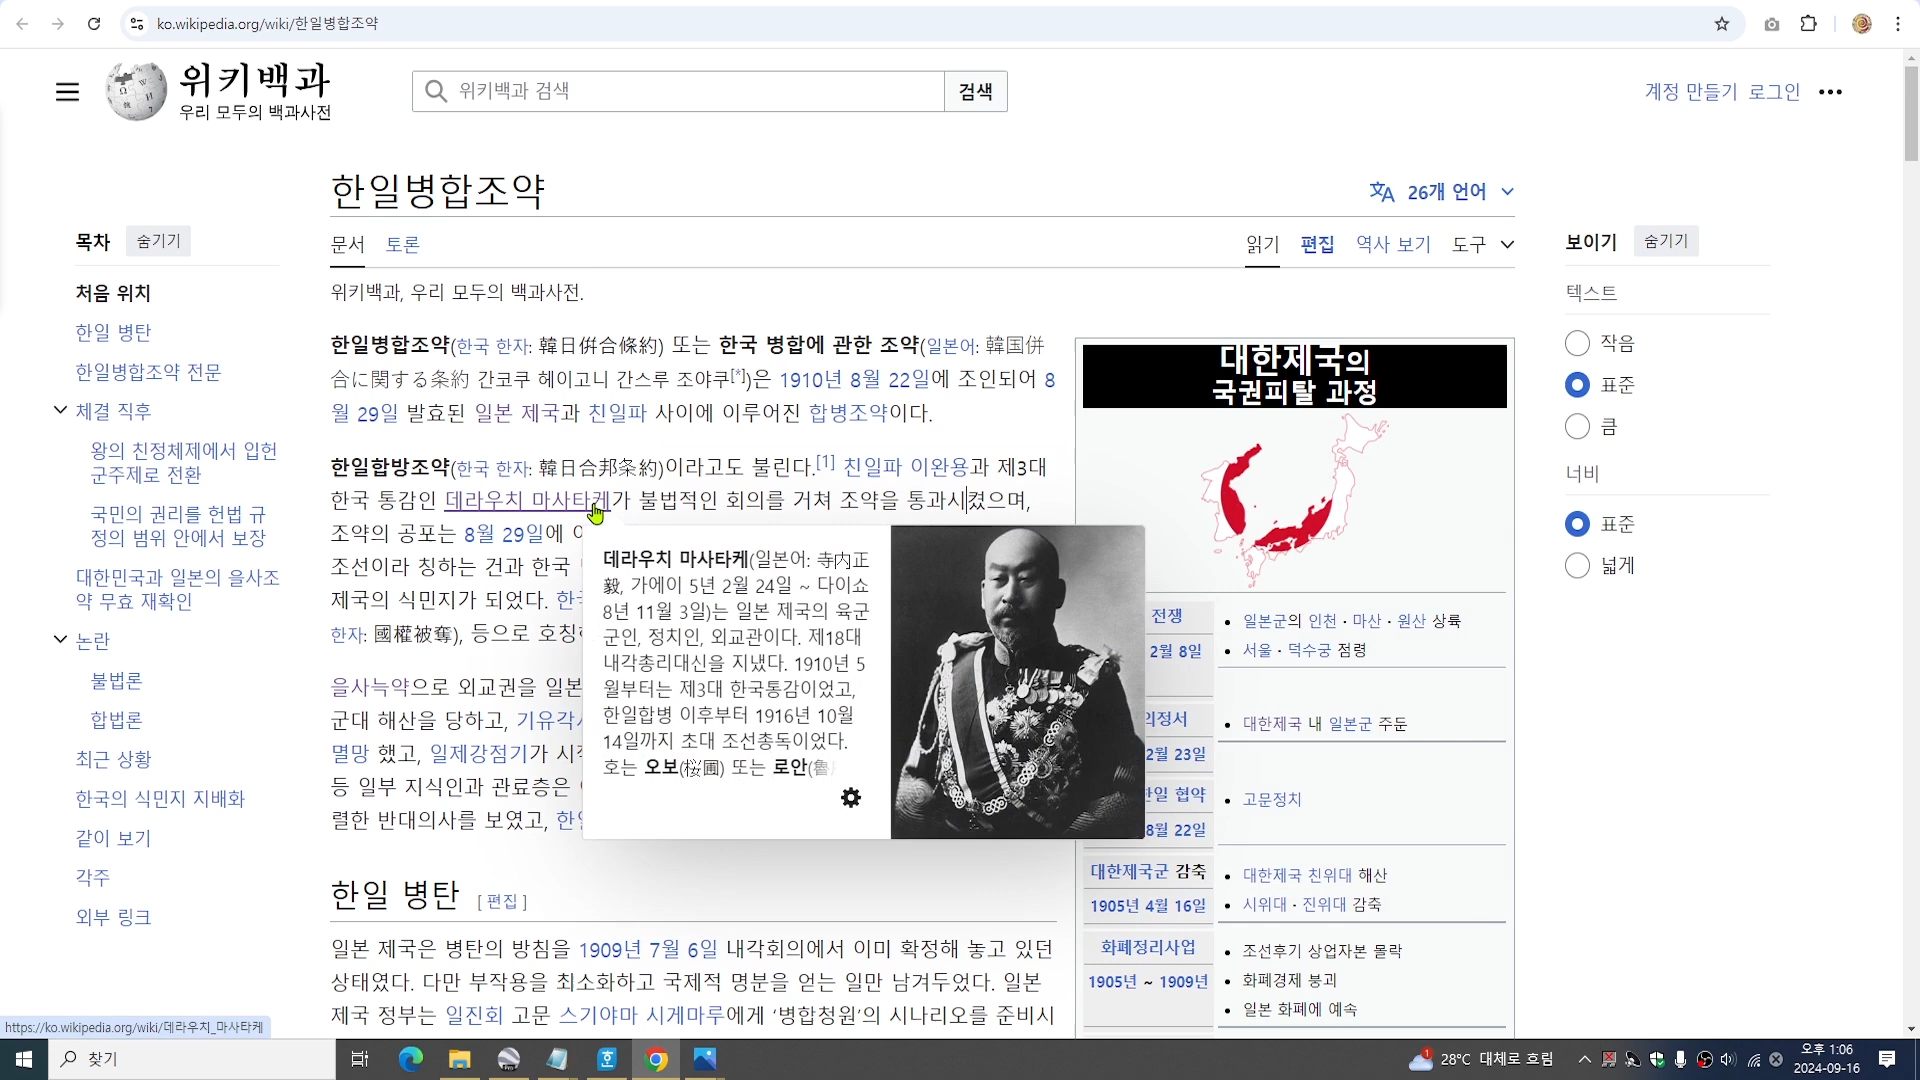 ko.wikipedia.org/wiki/한일병합조약
위키백과
우리 모두의 백과사전
위키백과 검색
검색
계정 만들기 로그인
한일병합조약
26개 언어
문서 토론
읽기 편집 역사 보기 도구
목차 숨기기
처음 위치
한일 병탄
한일병합조약 전문
체결 직후
왕의 친정체제에서 입헌
군주제로 전환
국민의 권리를 헌법 규
정의 범위 안에서 보장
대한민국과 일본의 을사조
약 무효 재확인
논란
불법론
합법론
최근 상황
한국의 식민지 지배화
같이 보기
각주
외부 링크
위키백과, 우리 모두의 백과사전.
한일병합조약(한국 한자: 韓日倂合條約) 또는 한국 병합에 관한 조약(일본어: 韓国併
合に関する条約 간코쿠 헤이고니 간스루 조야쿠[*])은 1910년 8월 22일에 조인되어 8
월 29일 발효된 일본 제국과 친일파 사이에 이루어진 합병조약이다.
한일합방조약(한국 한자: 韓日合邦条約)이라고도 불린다.[1] 친일파 이완용과 제3대
한국 통감인 데라우치 마사타케가 불법적인 회의를 거쳐 조약을 통과시켰으며,
조약의 공포는 8월 29일에 이
조선이라 칭하는 건과 한국
제국의 식민지가 되었다. 한국
한자: 國權被奪), 등으로 호칭
을사늑약으로 외교권을 일본
군대 해산을 당하고, 기유각
멸망 했고, 일제강점기가 시
등 일부 지식인과 관료층은
렬한 반대의사를 보였고, 한일
데라우치 마사타케(일본어: 寺内正
毅, 가에이 5년 2월 24일 ~ 다이쇼
8년 11월 3일)는 일본 제국의 육군
군인, 정치인, 외교관이다. 제18대
내각총리대신을 지냈다. 1910년 5
월부터는 제3대 한국통감이었고,
한일합병 이후부터 1916년 10월
14일까지 초대 조선총독이었다.
호는 오보(桜圃) 또는 로안(魯
한일 병탄 [ 편집 ]
일본 제국은 병탄의 방침을 1909년 7월 6일 내각회의에서 이미 확정해 놓고 있던
상태였다. 다만 부작용을 최소화하고 국제적 명분을 얻는 일만 남겨두었다. 일본
제국 정부는 일진회 고문 스기야마 시게마루에게 ‘병합청원’의 시나리오를 준비시
대한제국의
국권피탈 과정
전쟁
2월 8일
일본군의 인천 · 마산 · 원산 상륙
서울 · 덕수궁 점령
의정서
2월 23일
대한제국 내 일본군 주둔
한일 협약
8월 22일
고문정치
대한제국군 감축
1905년 4월 16일
대한제국 친위대 해산
시위대 · 진위대 감축
화폐정리사업
1905년 ~ 1909년
조선후기 상업자본 몰락
화폐경제 붕괴
일본 화폐에 예속
보이기 숨기기
텍스트
작음
표준
큼
너비
표준
넓게
https://ko.wikipedia.org/wiki/데라우치_마사타케
찾기
28°C 대체로 흐림
오후 1:06
2024-09-16